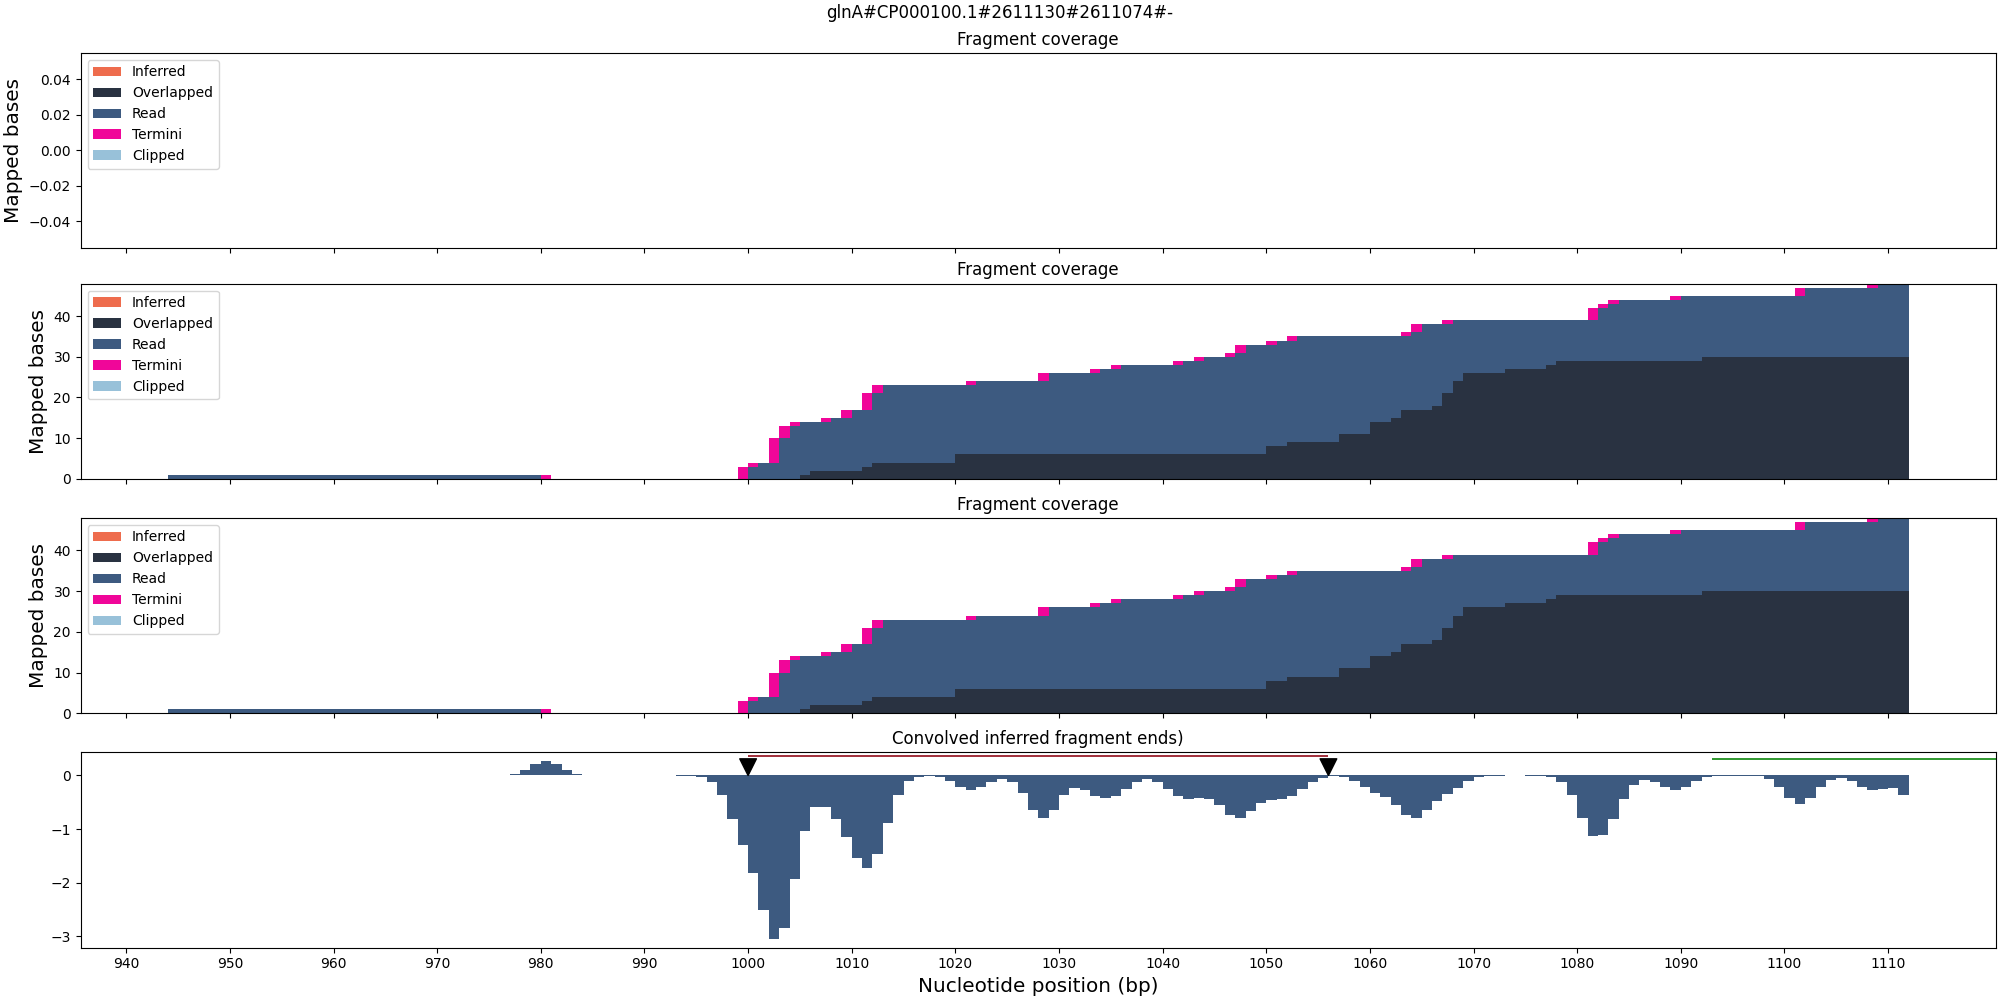 glnA#CP000100.1#2611130#2611074#-
Fragment coverage
Mapped bases
0.04
0.02
0.00
−0.02
−0.04
Inferred
Overlapped
Read
Termini
Clipped
Fragment coverage
Mapped bases
40
30
20
10
0
Inferred
Overlapped
Read
Termini
Clipped
Fragment coverage
Mapped bases
40
30
20
10
0
Inferred
Overlapped
Read
Termini
Clipped
Convolved inferred fragment ends)
0
−1
−2
−3
940 950 960 970 980 990 1000 1010 1020 1030 1040 1050 1060 1070 1080 1090 1100 1110
Nucleotide position (bp)